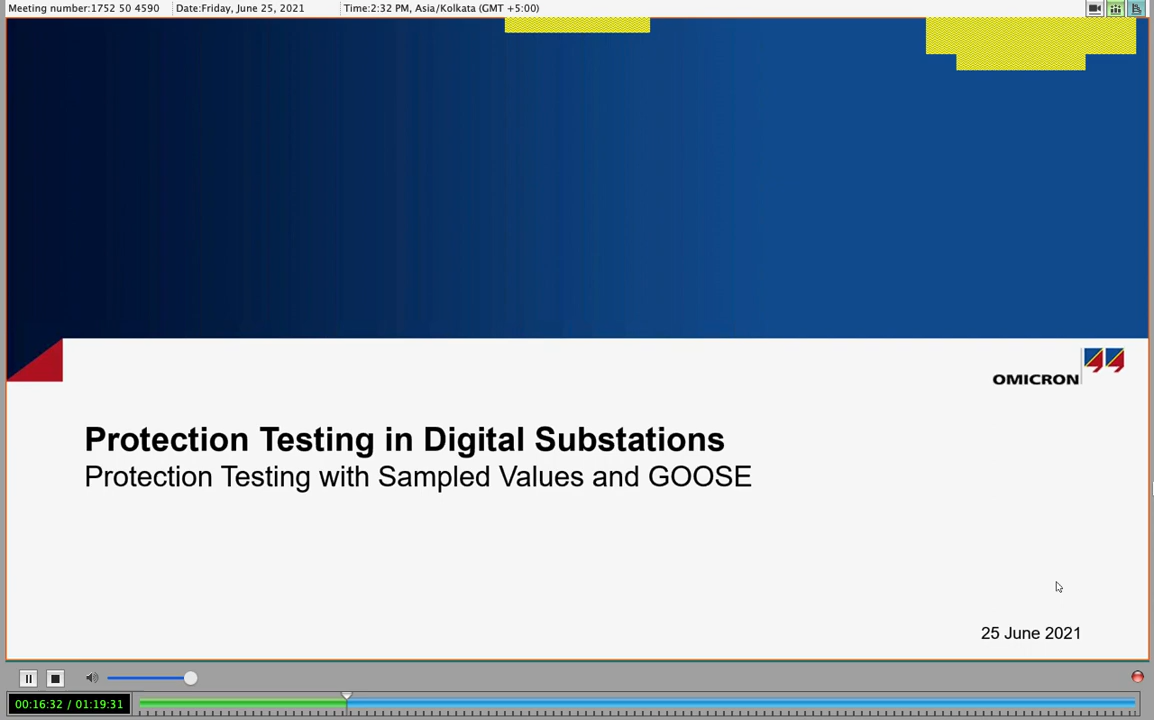 Meeting number:1752 50 4590 Date:Friday, June 25, 2021 Time:2:32 PM, Asia/Kolkata (GMT +5:00)
OMICRON
Protection Testing in Digital Substations
Protection Testing with Sampled Values and GOOSE
25 June 2021
00:16:32 / 01:19:31